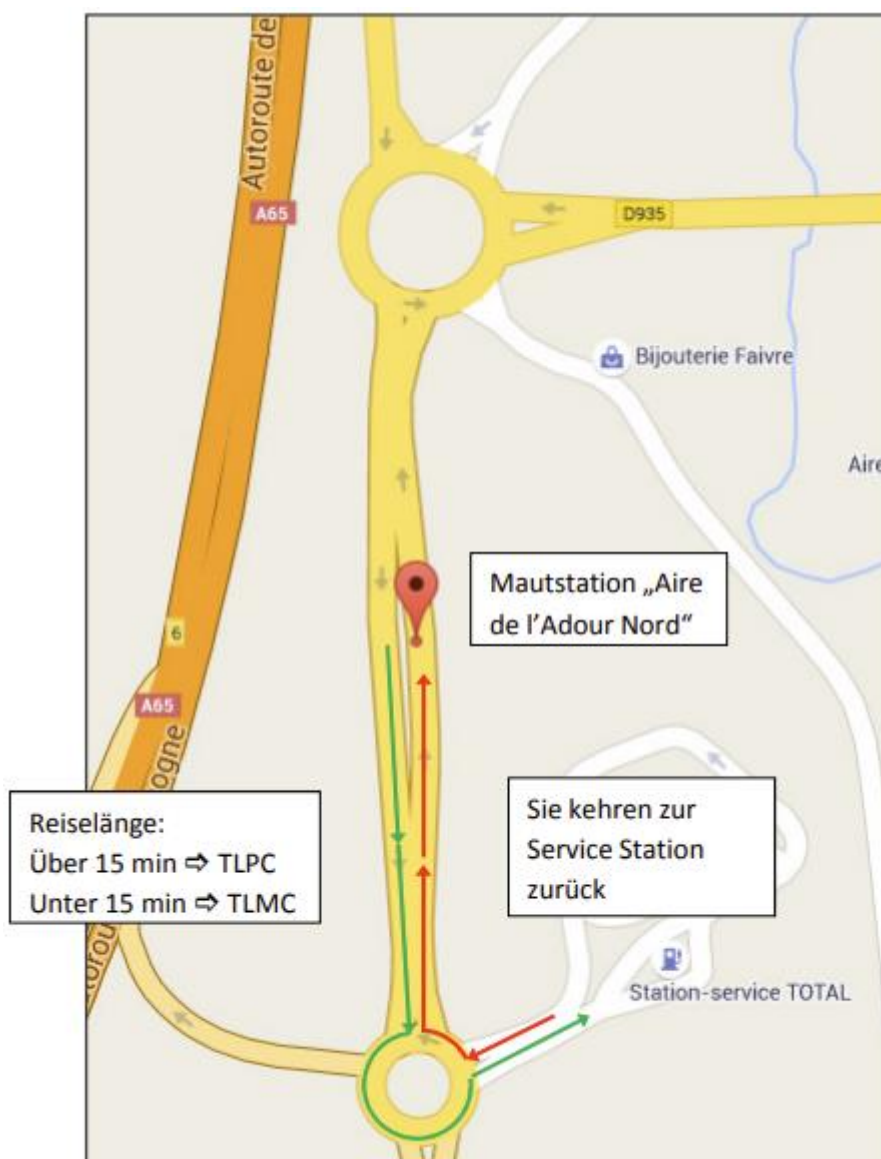 Autoroute de
A65
D935
Bijouterie Faivre
Aire
Mautstation „Aire
de l’Adour Nord“
6
A65
ogne
Reiselänge:
Über 15 min ⇨ TLPC
Unter 15 min ⇨ TLMC
Sie kehren zur
Service Station
zurück
Station-service TOTAL